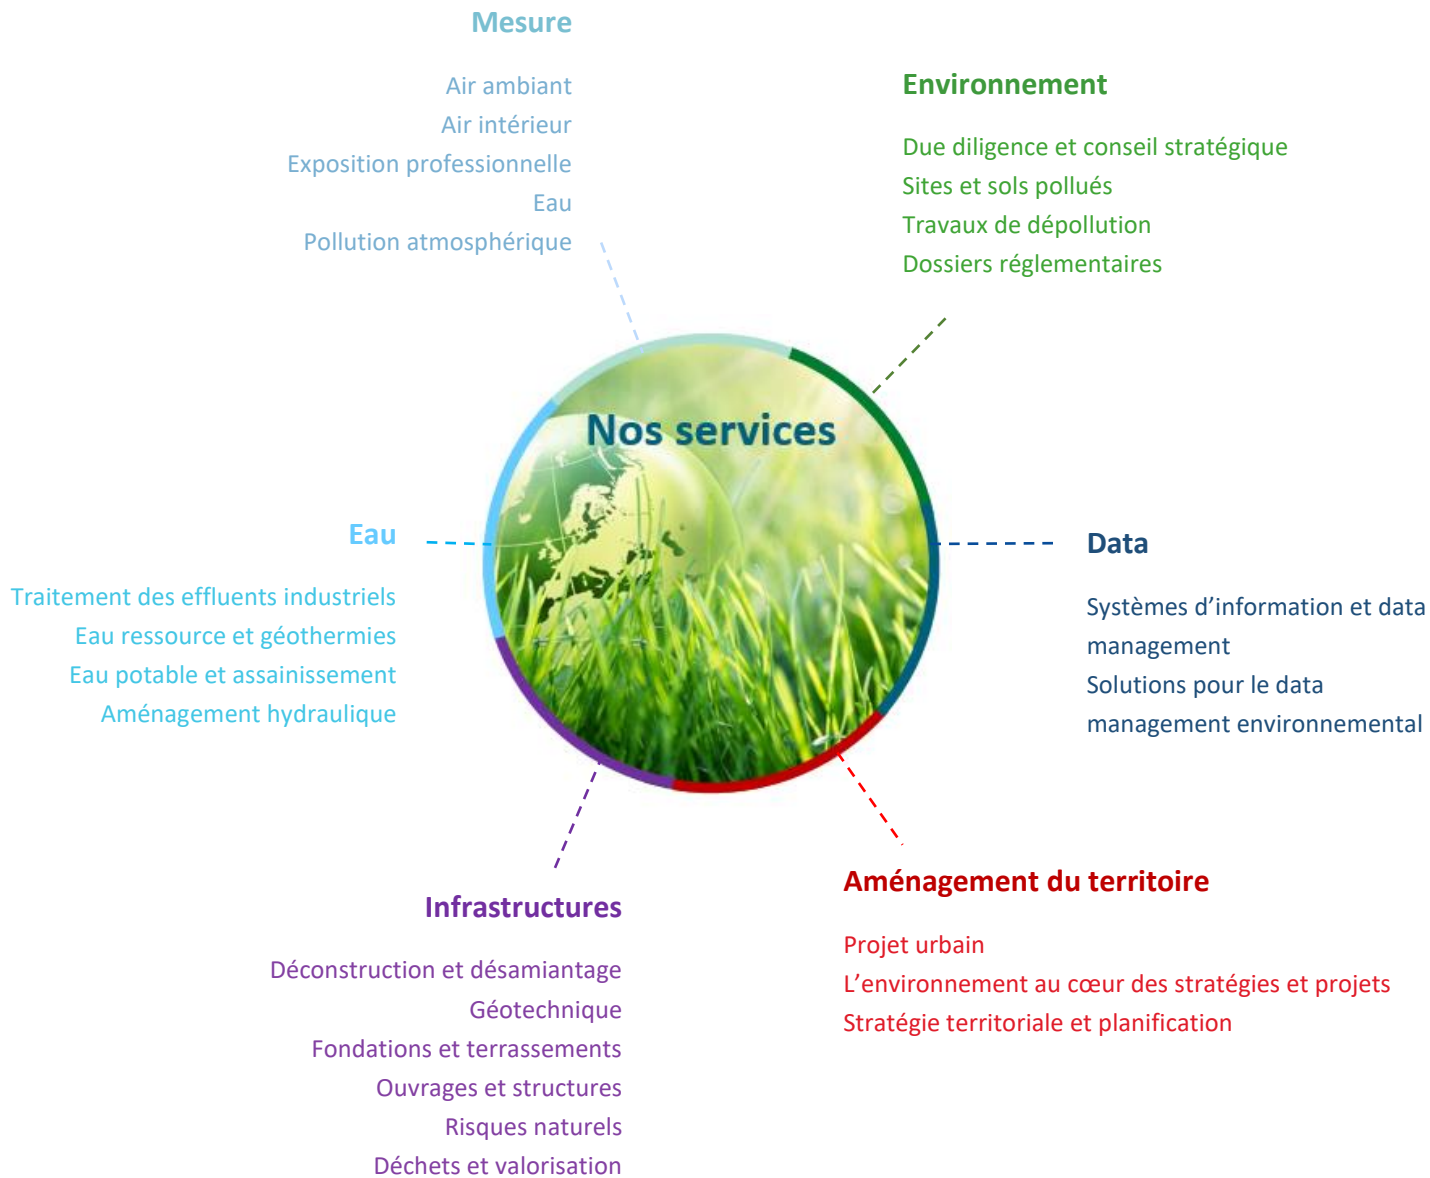 Mesure
Air ambiant
Air intérieur
Exposition professionnelle
Eau
Pollution atmosphérique
Environnement
Due diligence et conseil stratégique
Sites et sols pollués
Travaux de dépollution
Dossiers réglementaires
Nos services
Eau
Traitement des effluents industriels
Eau ressource et géothermies
Eau potable et assainissement
Aménagement hydraulique
Data
Systèmes d’information et data
management
Solutions pour le data
management environnemental
Infrastructures
Déconstruction et désamiantage
Géotechnique
Fondations et terrassements
Ouvrages et structures
Risques naturels
Déchets et valorisation
Aménagement du territoire
Projet urbain
L’environnement au cœur des stratégies et projets
Stratégie territoriale et planification